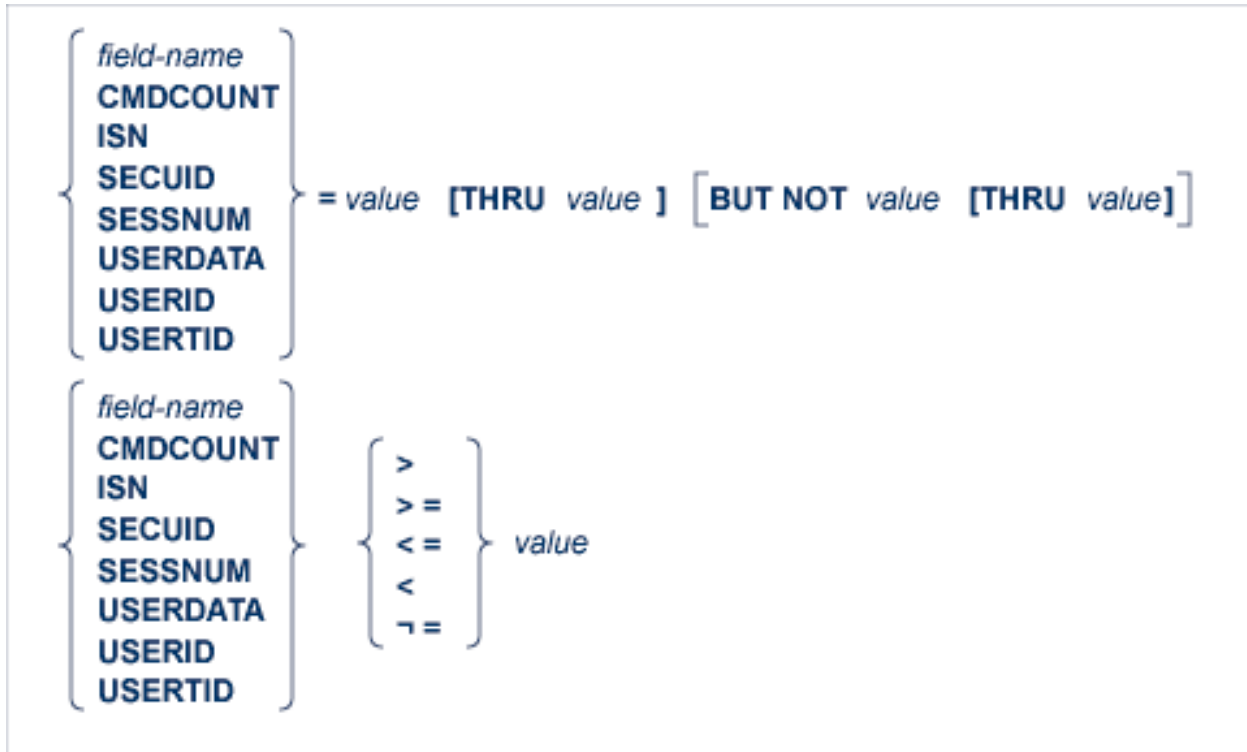 field-name
CMDCOUNT
ISN
SECUID
SESSNUM
USERDATA
USERID
USERTID
= value [THRU value ] [BUT NOT value [THRU value]]
field-name
CMDCOUNT
ISN
SECUID
SESSNUM
USERDATA
USERID
USERTID
>
> =
< =
<
¬ =
value